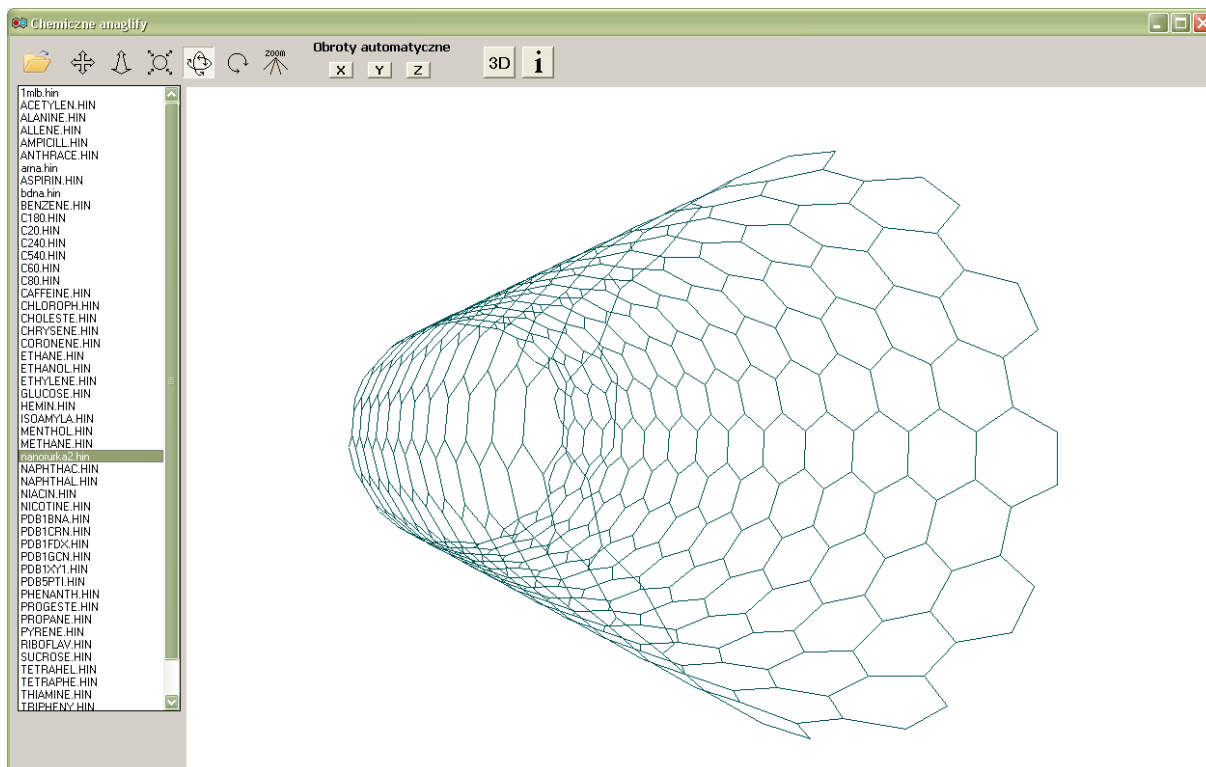 Chemiczne anaglify
zoom
Obroty automatyczne
X Y Z
3D
i
1mlb.hin
ACETYLEN.HIN
ALANINE.HIN
ALLENE.HIN
AMPICILL.HIN
ANTHRACE.HIN
arna.hin
ASPIRIN.HIN
bdna.hin
BENZENE.HIN
C180.HIN
C20.HIN
C240.HIN
C540.HIN
C60.HIN
C80.HIN
CAFFEINE.HIN
CHLOROPH.HIN
CHOLESTE.HIN
CHRYSENE.HIN
CORONENE.HIN
ETHANE.HIN
ETHANOL.HIN
ETHYLENE.HIN
GLUCOSE.HIN
HEMIN.HIN
ISOAMYLA.HIN
MENTHOL.HIN
METHANE.HIN
nanorurka2.hin
NAPHTHAC.HIN
NAPHTHAL.HIN
NIACIN.HIN
NICOTINE.HIN
PDB1BNA.HIN
PDB1CRN.HIN
PDB1FDX.HIN
PDB1GCN.HIN
PDB1XY1.HIN
PDB5PTI.HIN
PHENANTH.HIN
PROGESTE.HIN
PROPANE.HIN
PYRENE.HIN
RIBOFLAV.HIN
SUCROSE.HIN
TETRAHEL.HIN
TETRAPHE.HIN
THIAMINE.HIN
TRIPHENY.HIN